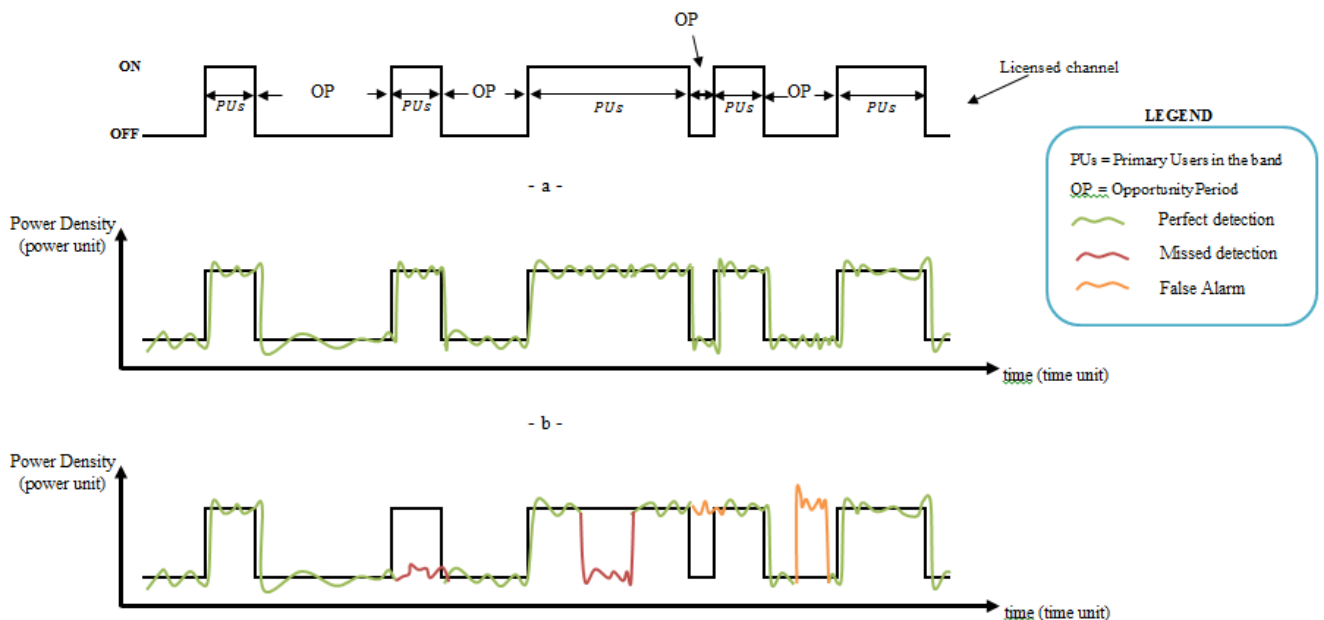 OP
ON
OP
OP
OP
PUs
PUs
PUs
PUs
PUs
OFF
Licensed channel
LEGEND
PUs = Primary Users in the band
OP = Opportunity Period
Perfect detection
Missed detection
False Alarm
- a -
Power Density
(power unit)
time (time unit)
- b -
Power Density
(power unit)
time (time unit)